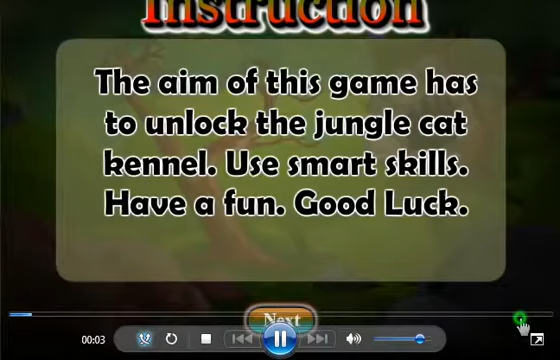 Instruction
The aim of this game has
to unlock the jungle cat
kennel. Use smart skills.
Have a fun. Good Luck.
Next
00:03